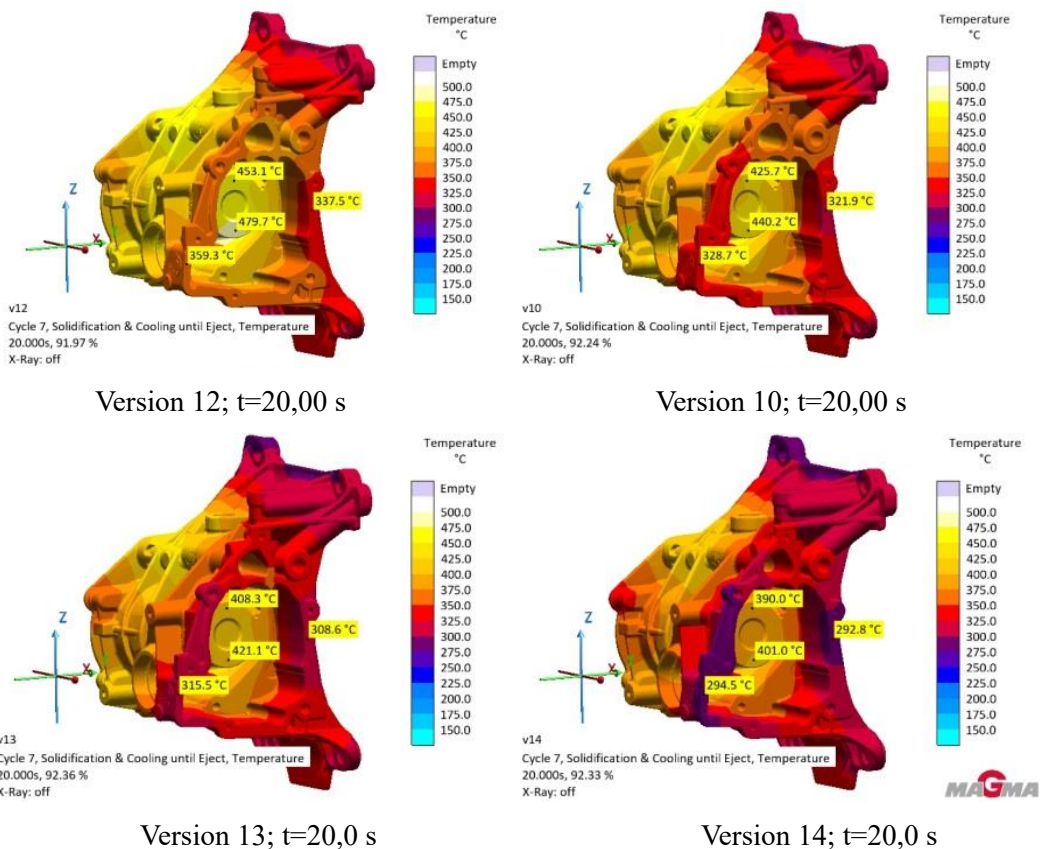 Temperature
°C
Empty
500.0
475.0
450.0
425.0
400.0
375.0
350.0
325.0
300.0
275.0
250.0
225.0
200.0
175.0
150.0
453.1 °C
337.5 °C
479.7 °C
359.3 °C
Z
X
Y
v12
Cycle 7, Solidification & Cooling until Eject, Temperature
20.000s, 91.97 %
X-Ray: off
Version 12; t=20,00 s
Temperature
°C
Empty
500.0
475.0
450.0
425.0
400.0
375.0
350.0
325.0
300.0
275.0
250.0
225.0
200.0
175.0
150.0
425.7 °C
321.9 °C
440.2 °C
328.7 °C
Z
X
Y
v10
Cycle 7, Solidification & Cooling until Eject, Temperature
20.000s, 92.24 %
X-Ray: off
Version 10; t=20,00 s
Temperature
°C
Empty
500.0
475.0
450.0
425.0
400.0
375.0
350.0
325.0
300.0
275.0
250.0
225.0
200.0
175.0
150.0
408.3 °C
308.6 °C
421.1 °C
315.5 °C
Z
X
v13
Cycle 7, Solidification & Cooling until Eject, Temperature
20.000s, 92.36 %
X-Ray: off
Version 13; t=20,0 s
Temperature
°C
Empty
500.0
475.0
450.0
425.0
400.0
375.0
350.0
325.0
300.0
275.0
250.0
225.0
200.0
175.0
150.0
390.0 °C
292.8 °C
401.0 °C
294.5 °C
Z
X
v14
Cycle 7, Solidification & Cooling until Eject, Temperature
20.000s, 92.33 %
X-Ray: off
MAGMA
Version 14; t=20,0 s